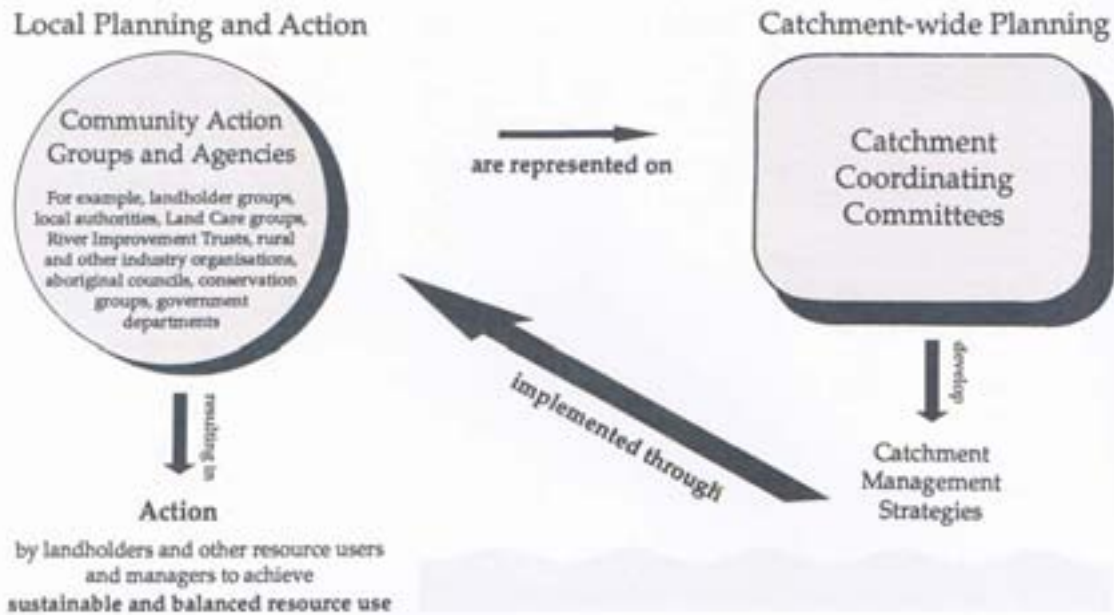 Local Planning and Action
Catchment-wide Planning
Community Action
Groups and Agencies
For example, landholder groups,
local authorities, Land Care groups,
River Improvement Trusts, rural
and other industry organisations,
aboriginal councils, conservation
groups, government
departments
are represented on
Catchment
Coordinating
Committees
develop
Catchment
Management
Strategies
implemented through
resulting in
Action
by landholders and other resource users
and managers to achieve
sustainable and balanced resource use